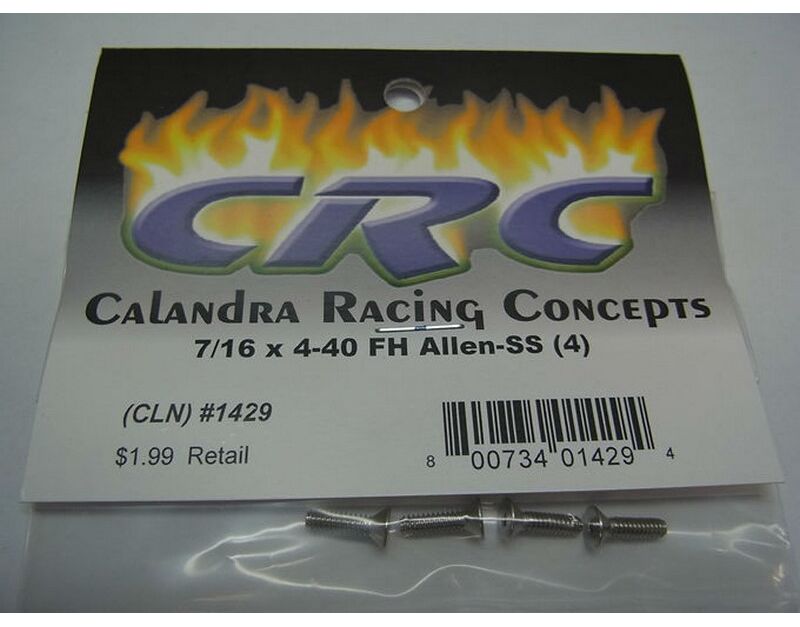 CRC
Calandra Racing Concepts
7/16 x 4-40 FH Allen-SS (4)
(CLN) #1429
$1.99 Retail
8 00734 01429 4